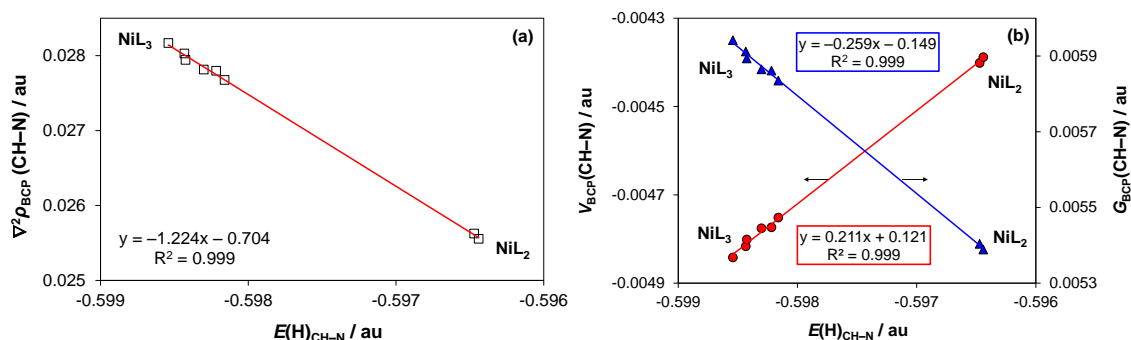 (a)
NiL3
0.028
0.027
0.026
0.025
∇²ρBCP (CH–N) / au
y = –1.224x – 0.704
R² = 0.999
NiL2
-0.599
-0.598
-0.597
-0.596
E(H)CH–N / au
(b)
-0.0043
-0.0045
-0.0047
-0.0049
VBCP(CH–N) / au
y = –0.259x – 0.149
R² = 0.999
NiL3
NiL2
NiL3
y = 0.211x + 0.121
R² = 0.999
NiL2
0.0059
0.0057
0.0055
0.0053
GBCP(CH–N) / au
-0.599
-0.598
-0.597
-0.596
E(H)CH–N / au